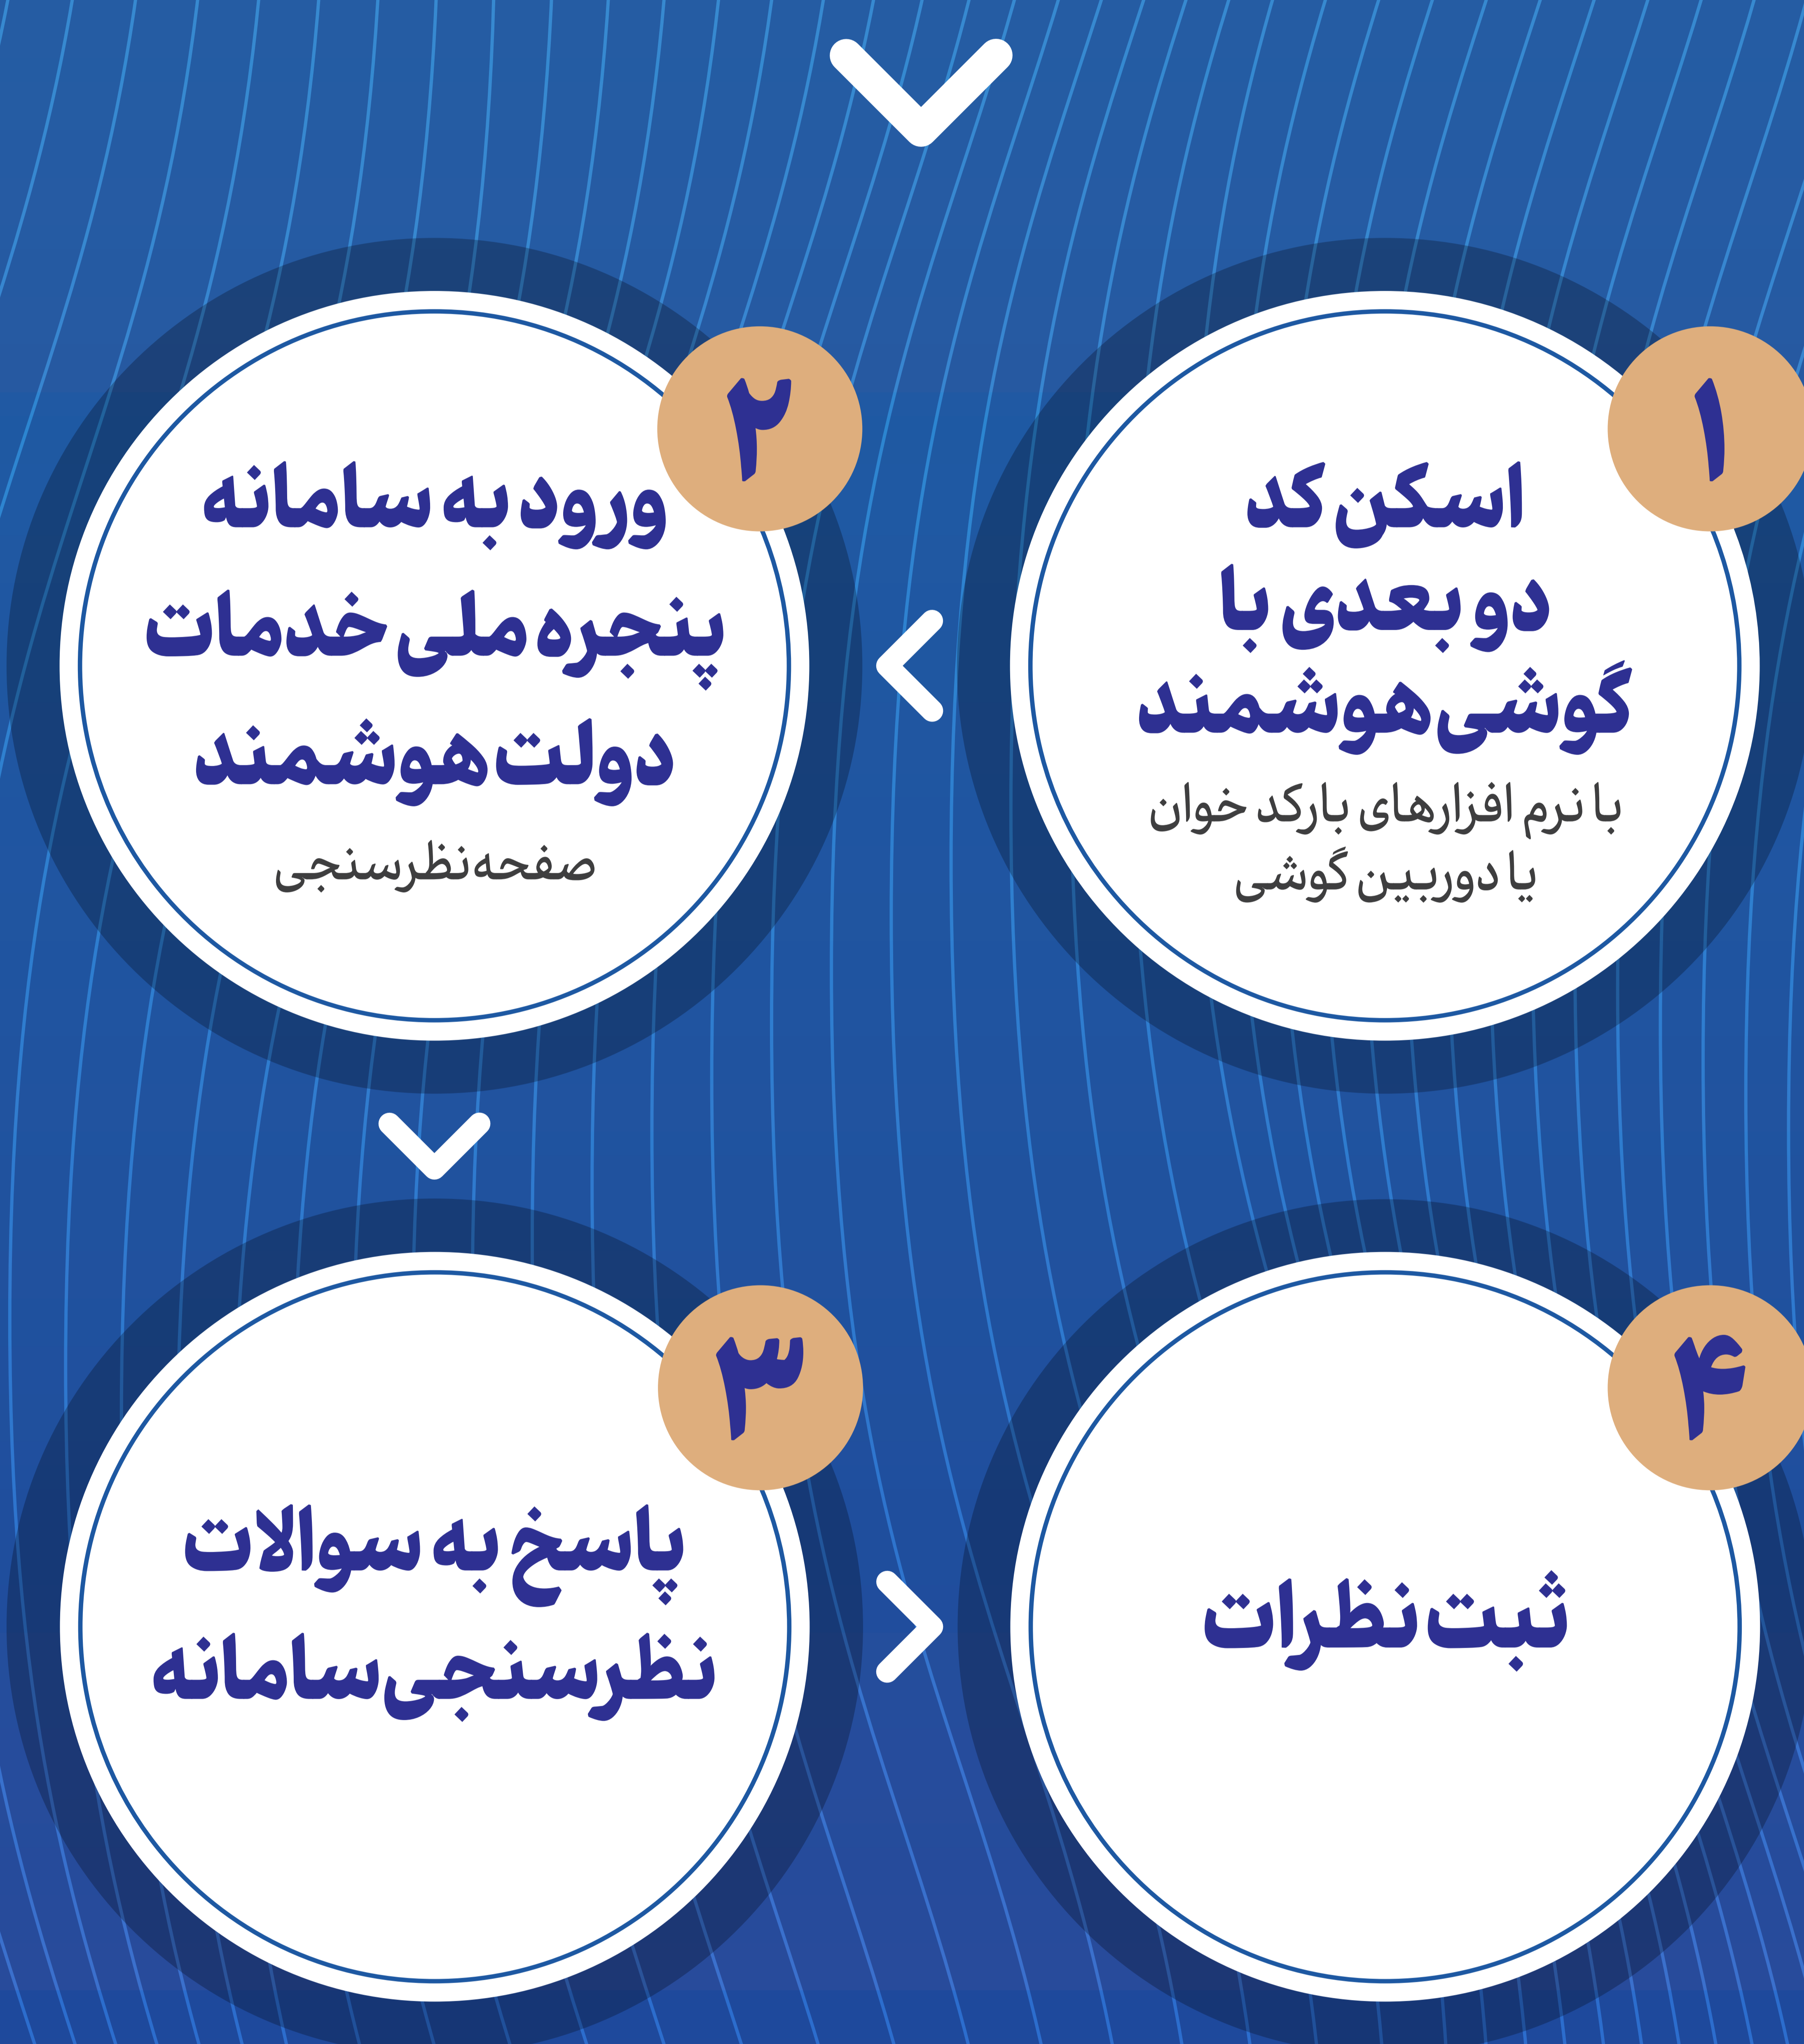 ۱
اسکن کد
دو بعدی با
گوشی هوشمند
با نرم افزارهای بارکد خوان
یا دوربین گوشی
۲
ورود به سامانه
پنجره ملی خدمات
دولت هوشمند
صفحه نظرسنجی
۳
پاسخ به سوالات
نظرسنجی سامانه
۴
ثبت نظرات